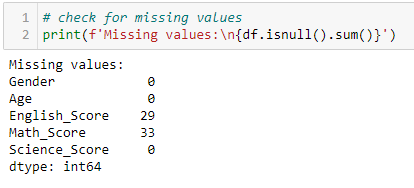 1 # check for missing values
2 print(f'Missing values:\n{df.isnull().sum()}')
Missing values:
Gender 0
Age 0
English_Score 29
Math_Score 33
Science_Score 0
dtype: int64